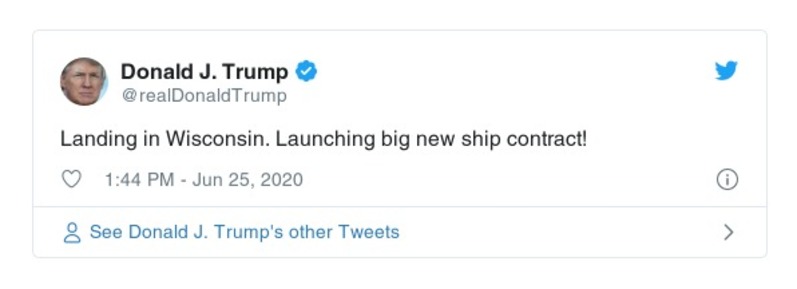 Donald J. Trump
@realDonaldTrump
Landing in Wisconsin. Launching big new ship contract!
1:44 PM - Jun 25, 2020
See Donald J. Trump's other Tweets